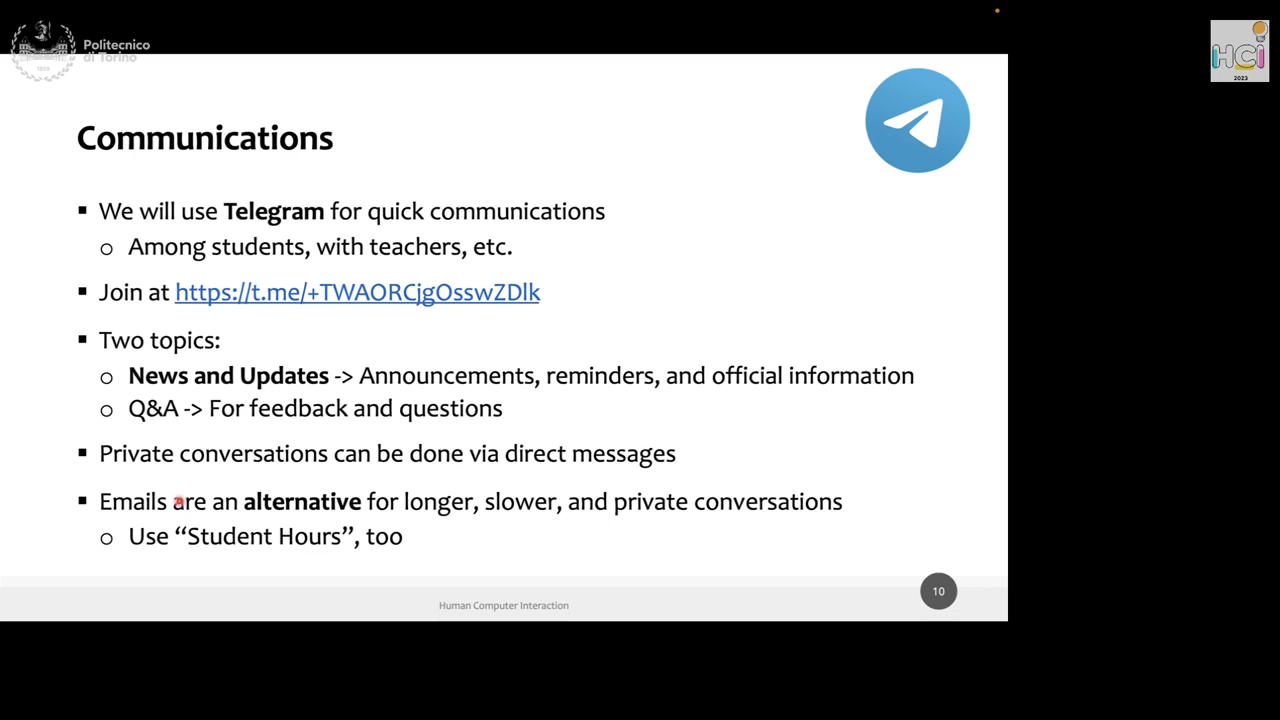 Politecnico
di Torino
1859
HCI
2023
Communications
▪ We will use Telegram for quick communications
o Among students, with teachers, etc.
▪ Join at https://t.me/+TWAORCjgOsswZDlk
▪ Two topics:
o News and Updates -> Announcements, reminders, and official information
o Q&A -> For feedback and questions
▪ Private conversations can be done via direct messages
▪ Emails are an alternative for longer, slower, and private conversations
o Use “Student Hours”, too
Human Computer Interaction
10